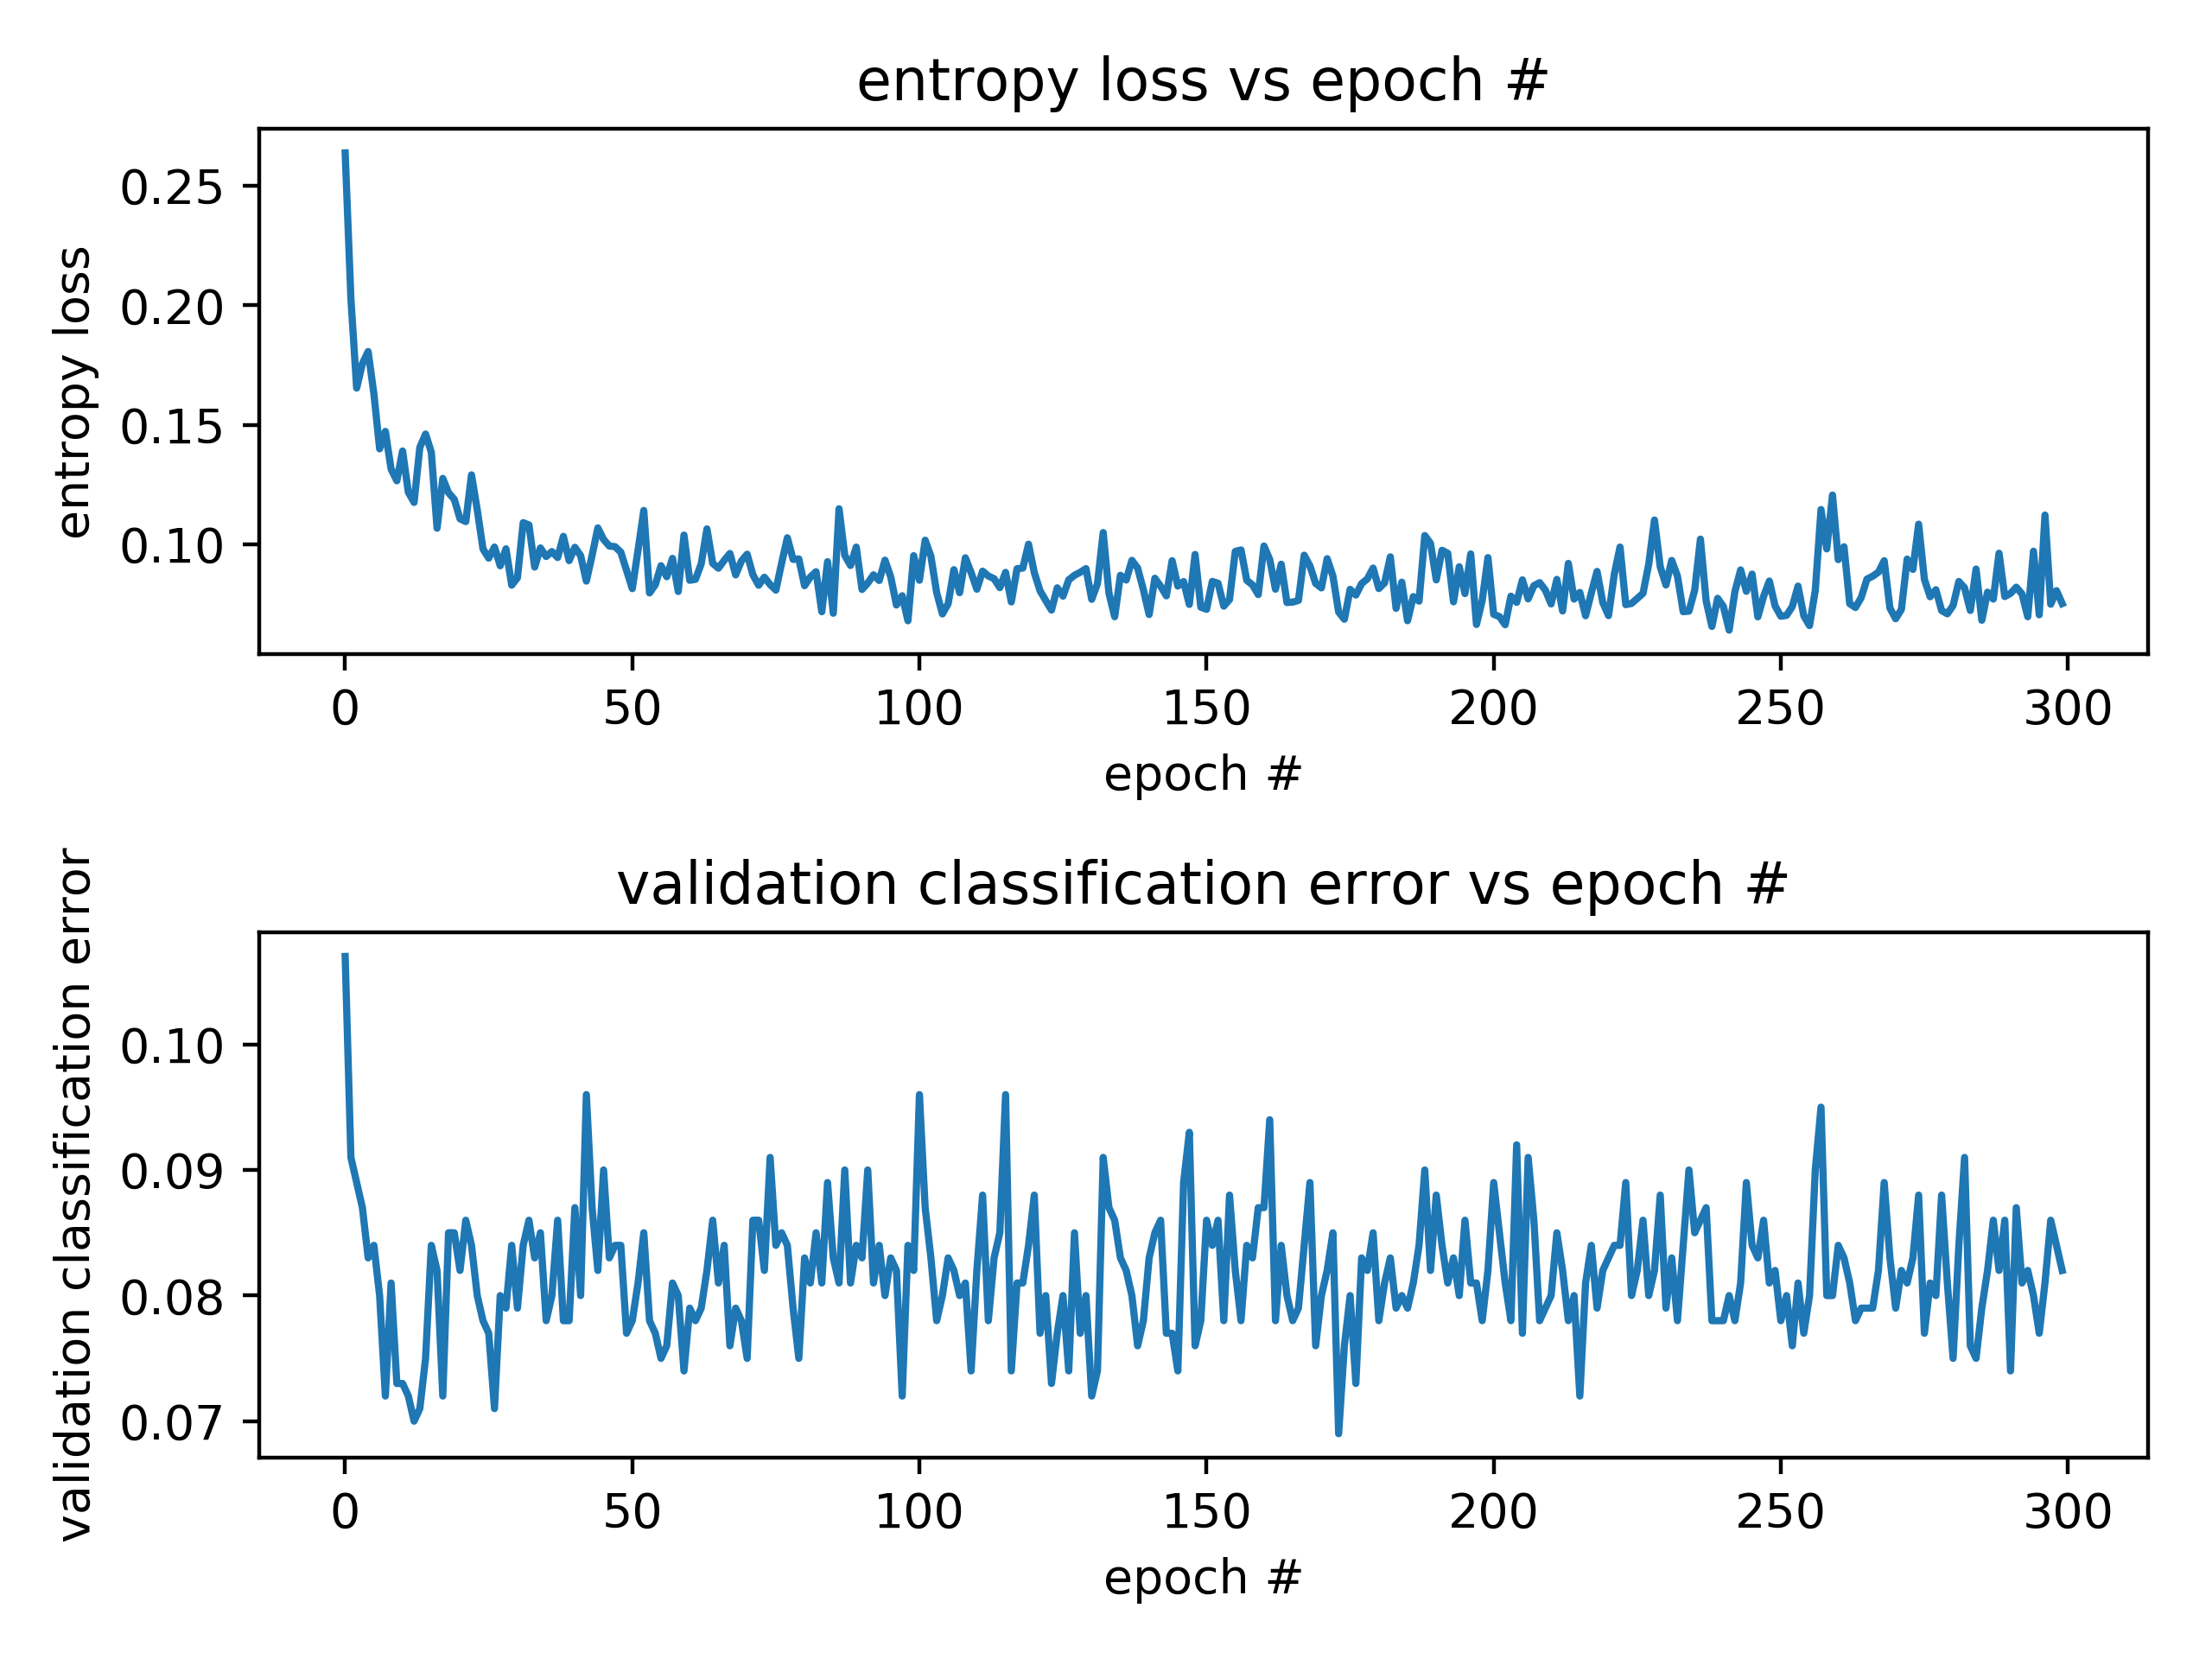 entropy loss vs epoch #
entropy loss
0.25
0.20
0.15
0.10
0 50 100 150 200 250 300
epoch #
validation classification error vs epoch #
validation classification error
0.10
0.09
0.08
0.07
0 50 100 150 200 250 300
epoch #